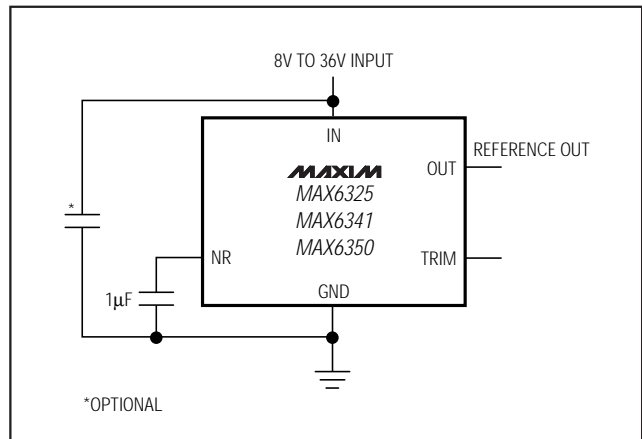 8V TO 36V INPUT
IN
REFERENCE OUT
OUT
MAXIM
MAX6325
MAX6341
MAX6350
*
NR
TRIM
1μF
GND
*OPTIONAL